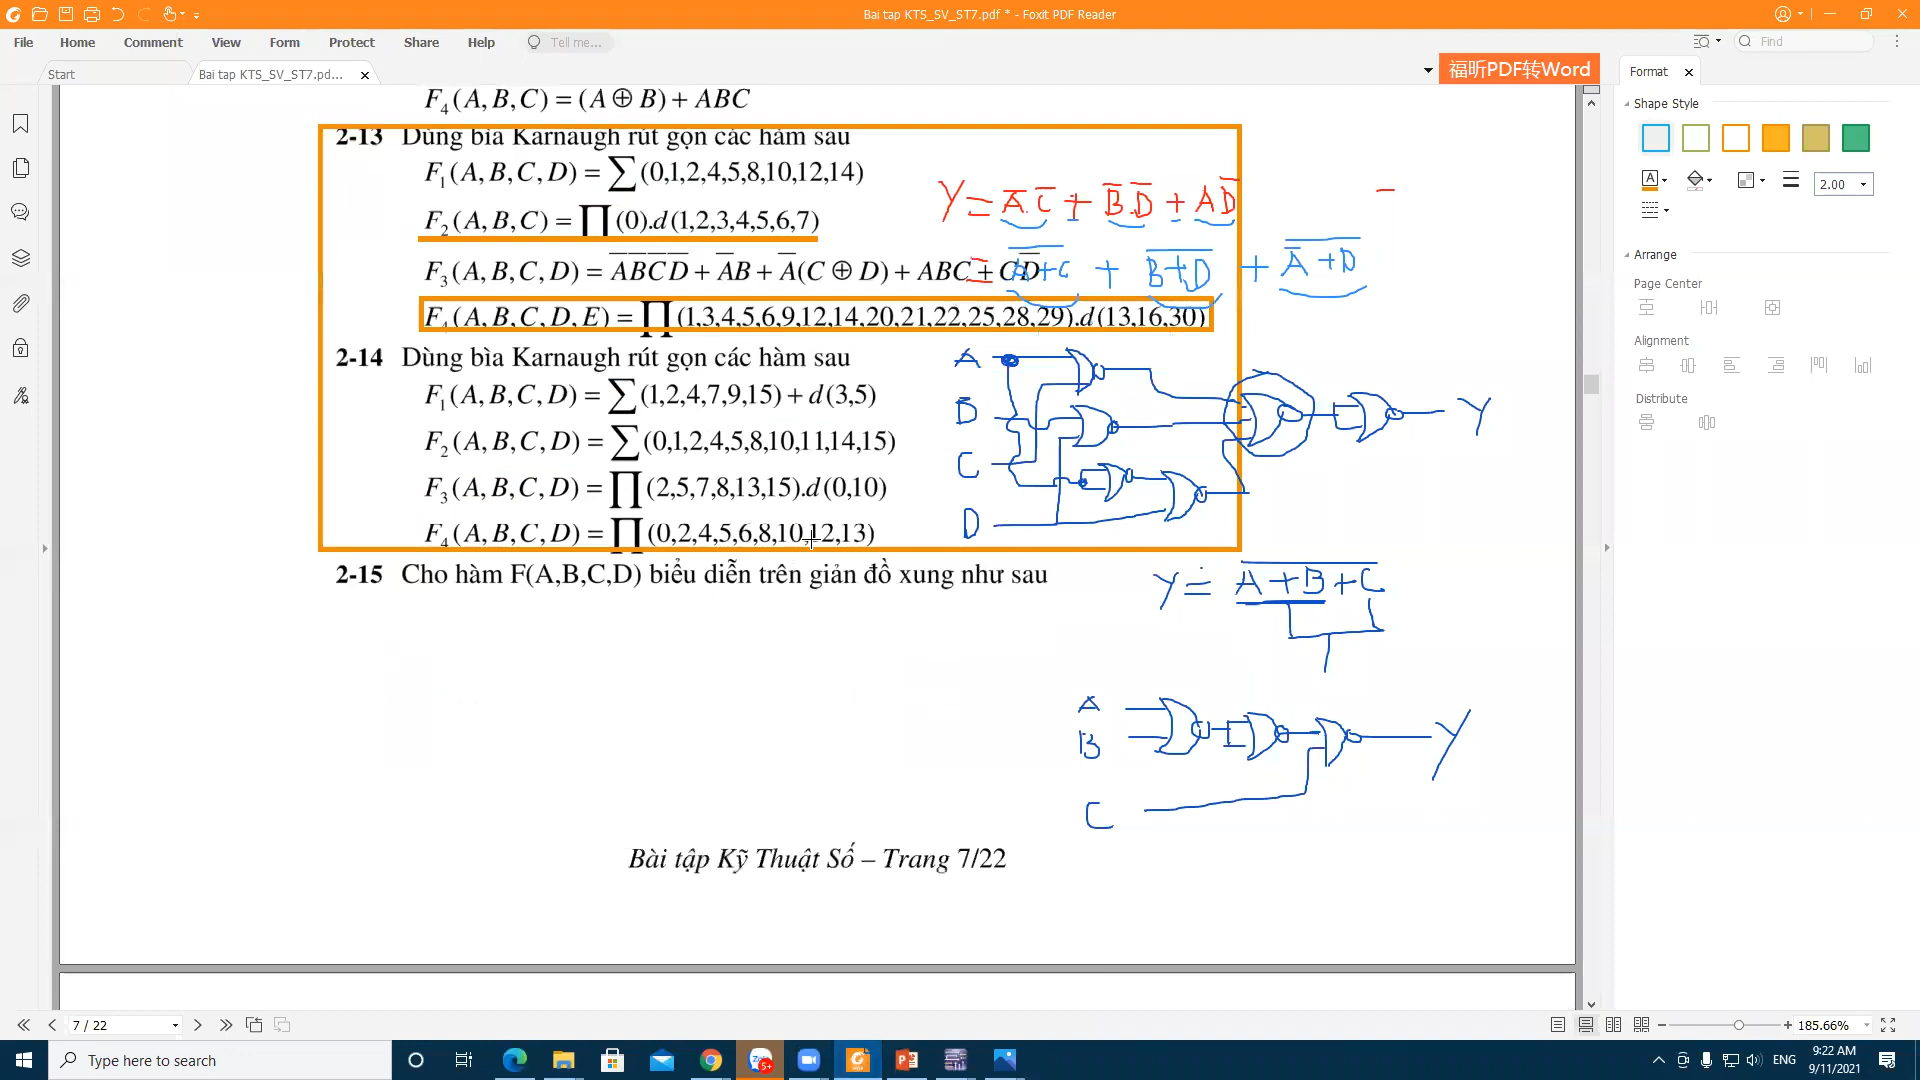 Bai tap KTS_SV_ST7.pdf * - Foxit PDF Reader
File Home Comment View Form Protect Share Help Tell me... Find
Start Bai tap KTS_SV_ST7.pd... 福昕PDF转Word Format
F₄(A,B,C) = (A ⊕ B) + ABC
2-13 Dùng bìa Karnaugh rút gọn các hàm sau
F₁(A,B,C,D) = ∑(0,1,2,4,5,8,10,12,14)
Y = A̅.C̅ + B̅.D̅ + AD̅
F₂(A,B,C) = ∏(0).d(1,2,3,4,5,6,7)
= \overline{A+C} + \overline{B+D} + \overline{A̅+D}
F₃(A,B,C,D) = A̅B̅C̅D̅ + A̅B + A̅(C ⊕ D) + ABC + CD̅
F₄(A,B,C,D,E) = ∏(1,3,4,5,6,9,12,14,20,21,22,25,28,29).d(13,16,30)
2-14 Dùng bìa Karnaugh rút gọn các hàm sau
F₁(A,B,C,D) = ∑(1,2,4,7,9,15) + d(3,5)
F₂(A,B,C,D) = ∑(0,1,2,4,5,8,10,11,14,15)
F₃(A,B,C,D) = ∏(2,5,7,8,13,15).d(0,10)
F₄(A,B,C,D) = ∏(0,2,4,5,6,8,10,12,13)
A
B
C
D
Y
2-15 Cho hàm F(A,B,C,D) biểu diễn trên giản đồ xung như sau
Y = \overline{A+B+C}
A
B
C
Y
Bài tập Kỹ Thuật Số – Trang 7/22
Shape Style
2.00
Arrange
Page Center
Alignment
Distribute
7 / 22
185.66%
Type here to search
5+
ENG
9:22 AM
9/11/2021